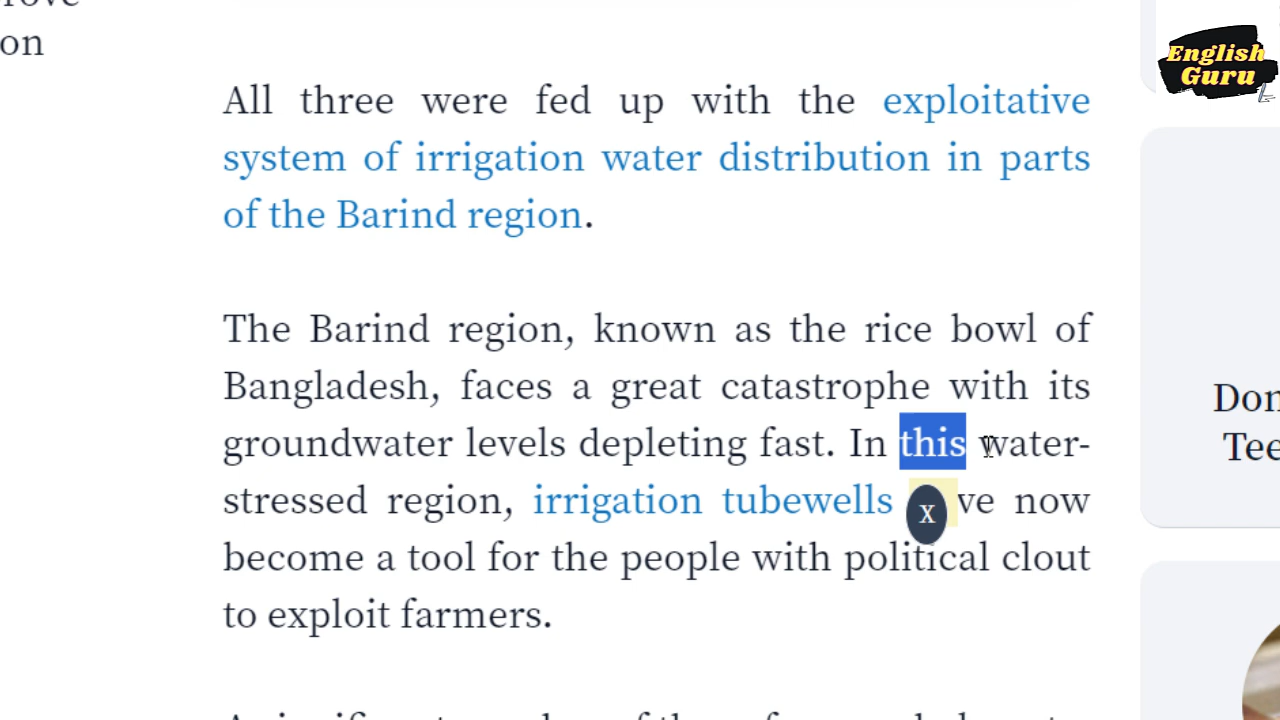 on
English
Guru
All three were fed up with the exploitative
system of irrigation water distribution in parts
of the Barind region.
The Barind region, known as the rice bowl of
Bangladesh, faces a great catastrophe with its
groundwater levels depleting fast. In this water-
stressed region, irrigation tubewells x ve now
become a tool for the people with political clout
to exploit farmers.
Don
Tee